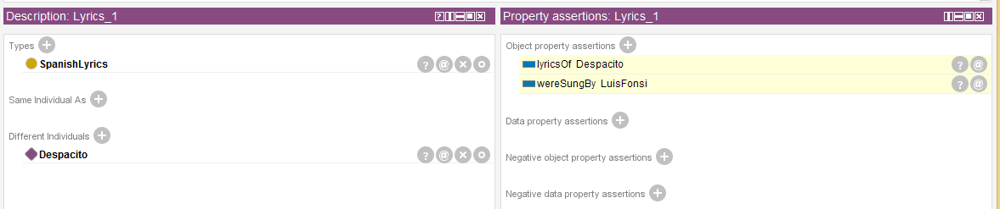 Description: Lyrics_1
Types
SpanishLyrics
Same Individual As
Different Individuals
Despacito
Property assertions: Lyrics_1
Object property assertions
lyricsOf Despacito
wereSungBy LuisFonsi
Data property assertions
Negative object property assertions
Negative data property assertions